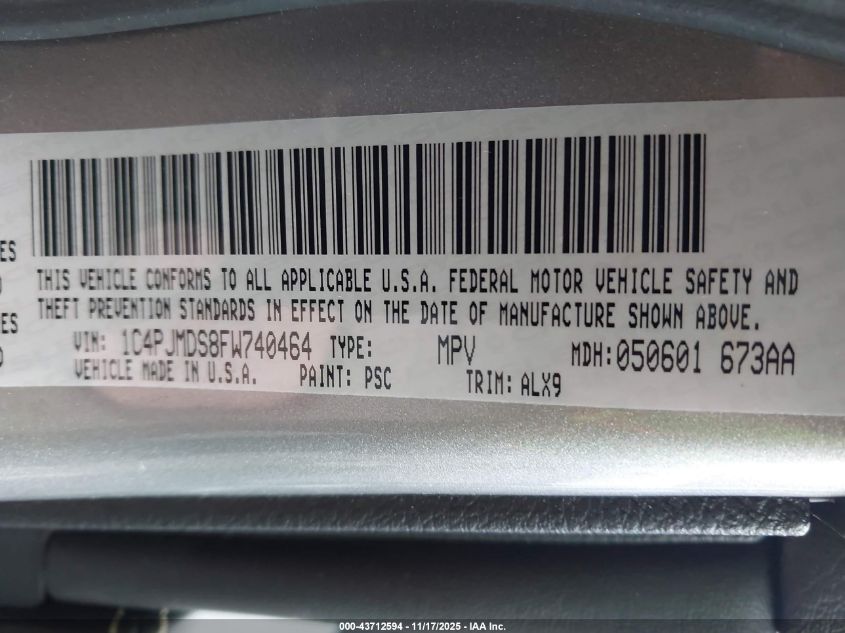 ES
THIS VEHICLE CONFORMS TO ALL APPLICABLE U.S.A. FEDERAL MOTOR VEHICLE SAFETY AND
THEFT PREVENTION STANDARDS IN EFFECT ON THE DATE OF MANUFACTURE SHOWN ABOVE.
ES
VIN: 1C4PJMDS8FW740464 TYPE: MPV MDH:050601 673AA
D
VEHICLE MADE IN U.S.A. PAINT: PSC TRIM: ALX9
000-43712594 - 11/17/2025 - IAA Inc.